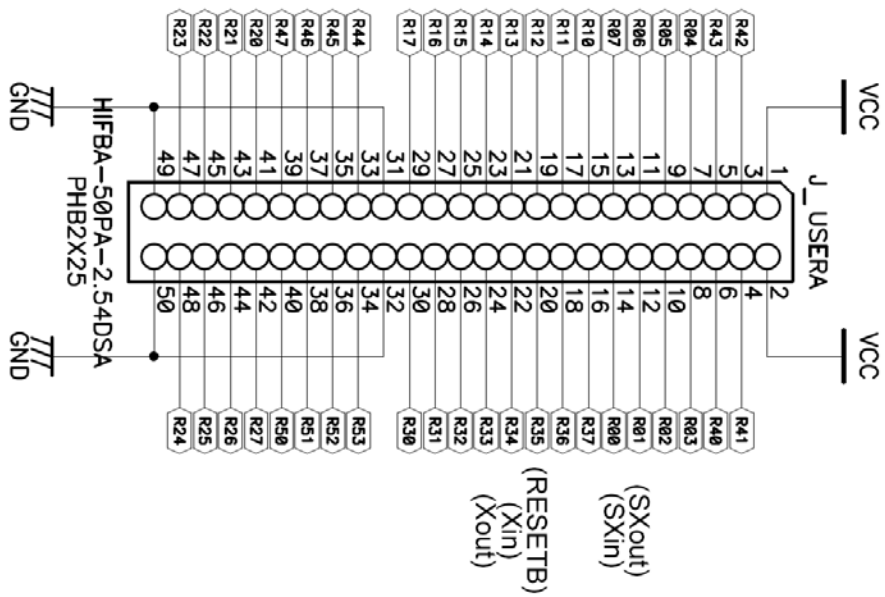 VCC VCC
J_USERA
1 2
R42 3 4 R41
R43 5 6 R40
R04 7 8 R03
R05 9 10 R02
R06 11 12 R01 (SXout)
R07 13 14 R00 (SXin)
R10 15 16 R37
R11 17 18 R36
R12 19 20 R35 (RESETB)
R13 21 22 R34 (Xin)
R14 23 24 R33 (Xout)
R15 25 26 R32
R16 27 28 R31
R17 29 30 R30
31 32
R44 33 34 R53
R45 35 36 R52
R46 37 38 R51
R47 39 40 R50
R20 41 42 R27
R21 43 44 R26
R22 45 46 R25
R23 47 48 R24
49 50
HIFBA-50PA-2.54DSA
PHB2X25
GND GND